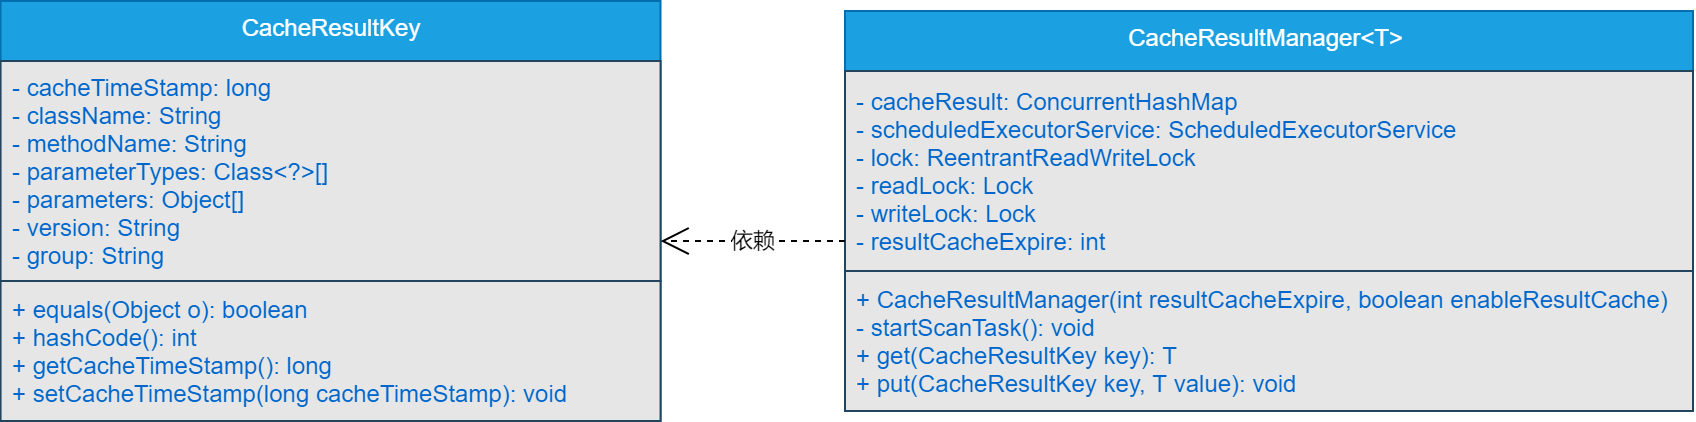 CacheResultKey
- cacheTimeStamp: long
- className: String
- methodName: String
- parameterTypes: Class<?>[]
- parameters: Object[]
- version: String
- group: String
+ equals(Object o): boolean
+ hashCode(): int
+ getCacheTimeStamp(): long
+ setCacheTimeStamp(long cacheTimeStamp): void
依赖
CacheResultManager<T>
- cacheResult: ConcurrentHashMap
- scheduledExecutorService: ScheduledExecutorService
- lock: ReentrantReadWriteLock
- readLock: Lock
- writeLock: Lock
- resultCacheExpire: int
+ CacheResultManager(int resultCacheExpire, boolean enableResultCache)
- startScanTask(): void
+ get(CacheResultKey key): T
+ put(CacheResultKey key, T value): void